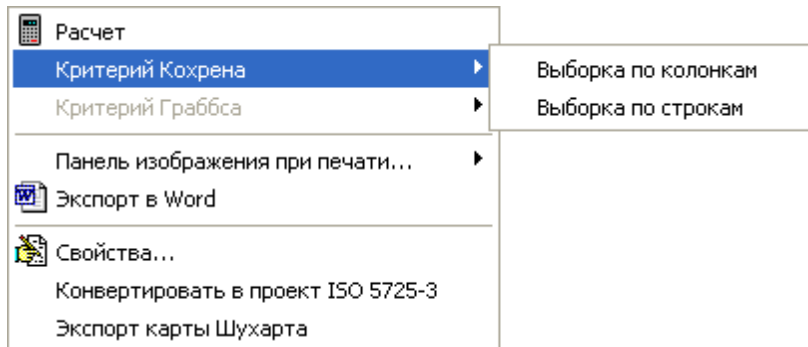 Расчет
Критерий Кохрена
Выборка по колонкам
Критерий Граббса
Выборка по строкам
Панель изображения при печати...
Экспорт в Word
Свойства...
Конвертировать в проект ISO 5725-3
Экспорт карты Шухарта